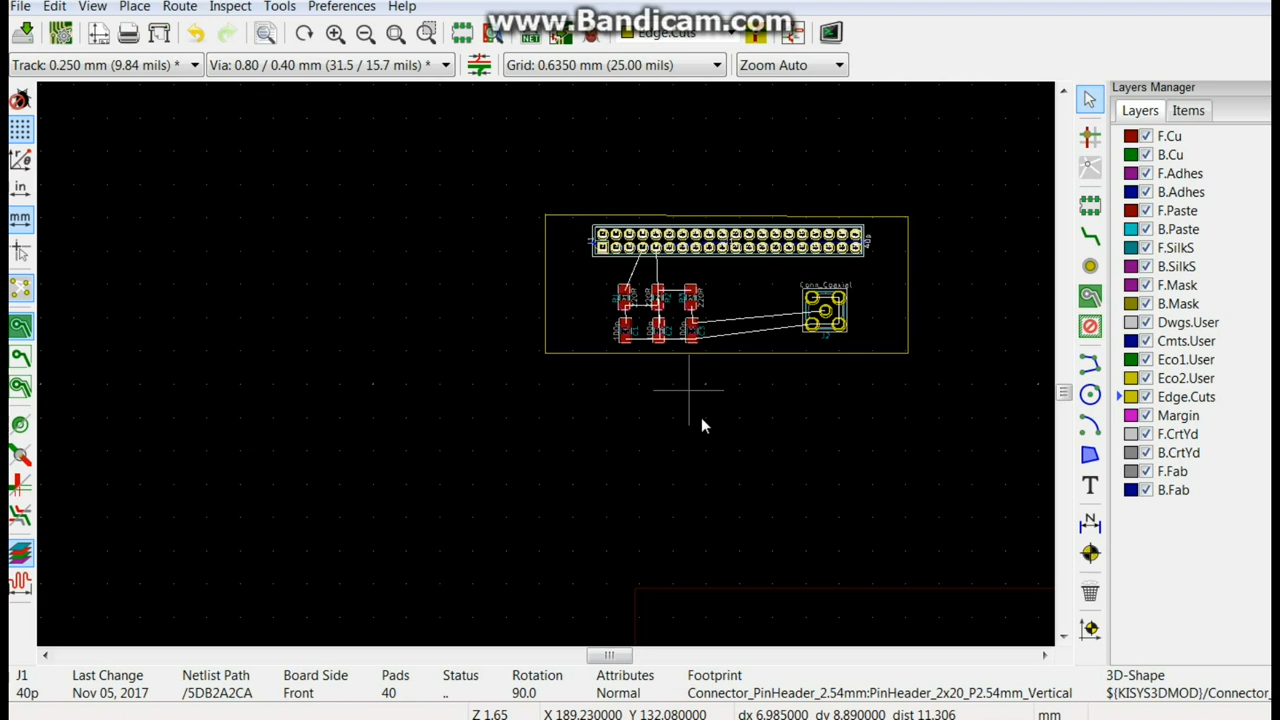 File Edit View Place Route Inspect Tools Preferences Help
www.Bandicam.com
Edge.Cuts
Track: 0.250 mm (9.84 mils) * Via: 0.80 / 0.40 mm (31.5 / 15.7 mils) * Grid: 0.6350 mm (25.00 mils) Zoom Auto
Layers Manager
Layers Items
in
mm
F.Cu
B.Cu
F.Adhes
B.Adhes
F.Paste
B.Paste
F.SilkS
B.SilkS
F.Mask
B.Mask
Dwgs.User
Cmts.User
Eco1.User
Eco2.User
Edge.Cuts
Margin
F.CrtYd
B.CrtYd
F.Fab
B.Fab
Conn_Coaxial
J2
J1 Last Change Netlist Path Board Side Pads Status Rotation Attributes Footprint 3D-Shape
40p Nov 05, 2017 /5DB2A2CA Front 40 .. 90.0 Normal Connector_PinHeader_2.54mm:PinHeader_2x20_P2.54mm_Vertical ${KISYS3DMOD}/Connector_
Z 1.65 X 189.230000 Y 132.080000 dx 6.985000 dy 8.890000 dist 11.306 mm